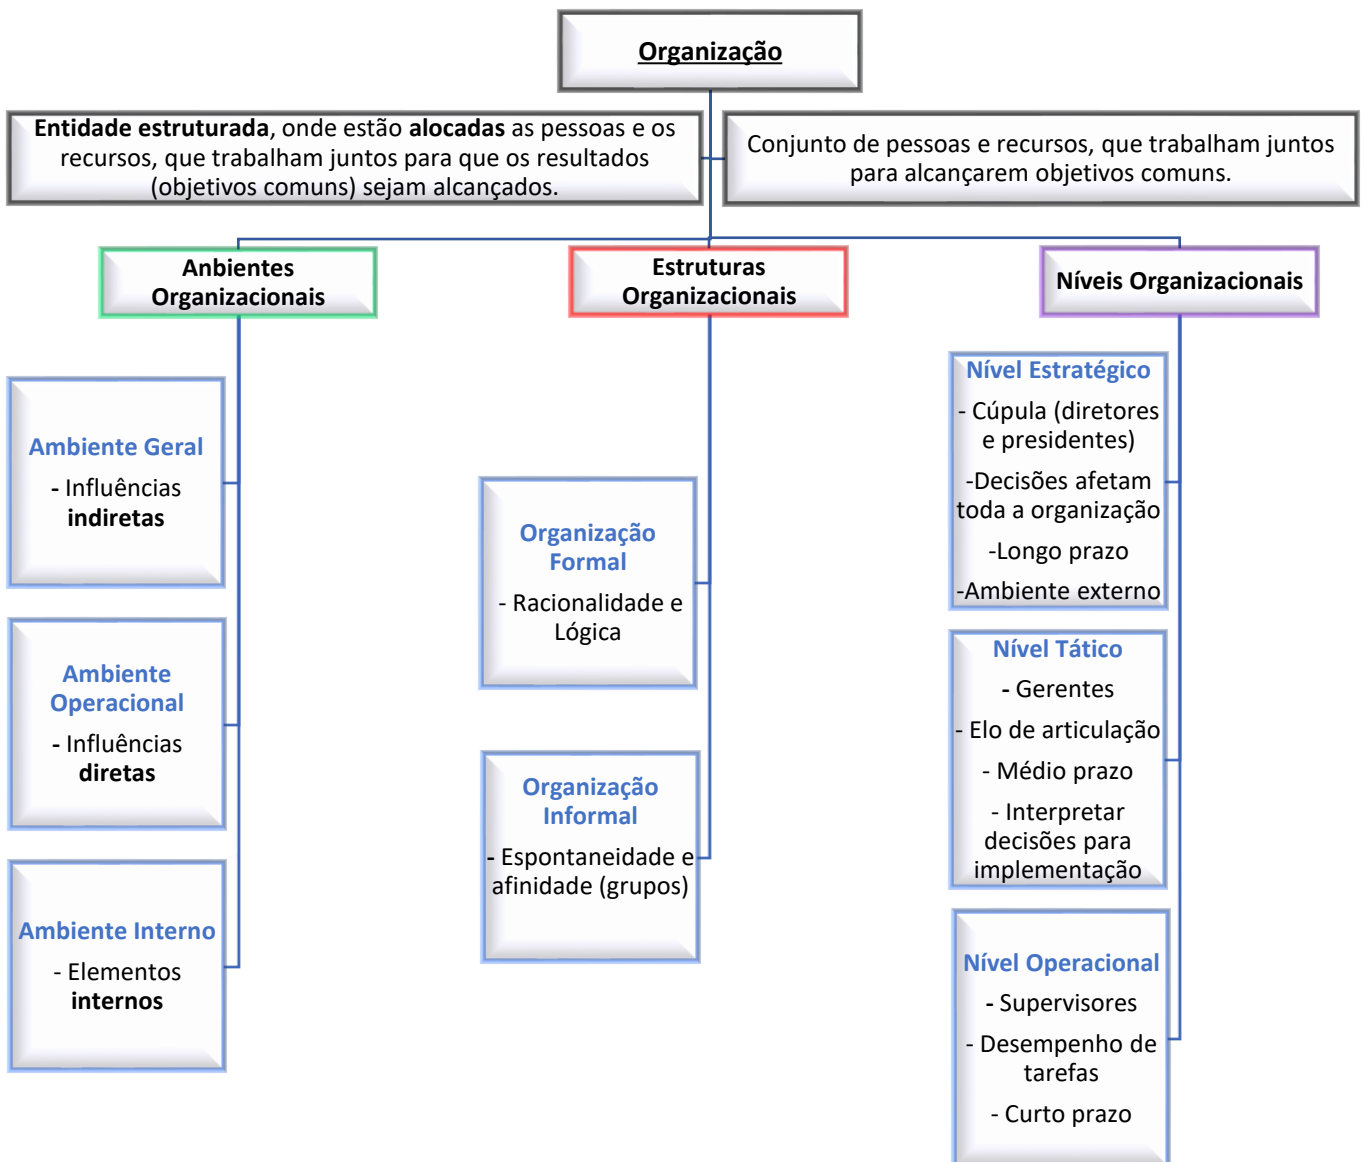 Organização
Entidade estruturada, onde estão alocadas as pessoas e os
recursos, que trabalham juntos para que os resultados
(objetivos comuns) sejam alcançados.
Conjunto de pessoas e recursos, que trabalham juntos
para alcançarem objetivos comuns.
Anbientes
Organizacionais
Ambiente Geral
- Influências
indiretas
Ambiente
Operacional
- Influências
diretas
Ambiente Interno
- Elementos
internos
Estruturas
Organizacionais
Organização
Formal
- Racionalidade e
Lógica
Organização
Informal
- Espontaneidade e
afinidade (grupos)
Níveis Organizacionais
Nível Estratégico
- Cúpula (diretores
e presidentes)
-Decisões afetam
toda a organização
-Longo prazo
-Ambiente externo
Nível Tático
- Gerentes
- Elo de articulação
- Médio prazo
- Interpretar
decisões para
implementação
Nível Operacional
- Supervisores
- Desempenho de
tarefas
- Curto prazo